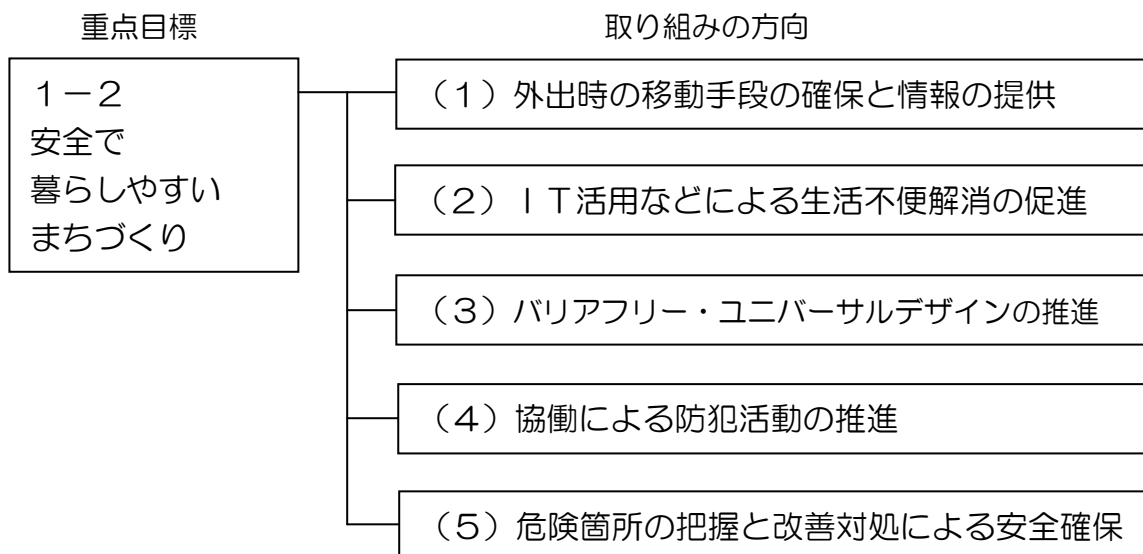 重点目標
取り組みの方向
１－２
安全で
暮らしやすい
まちづくり
（１）外出時の移動手段の確保と情報の提供
（２）ＩＴ活用などによる生活不便解消の促進
（３）バリアフリー・ユニバーサルデザインの推進
（４）協働による防犯活動の推進
（５）危険箇所の把握と改善対処による安全確保